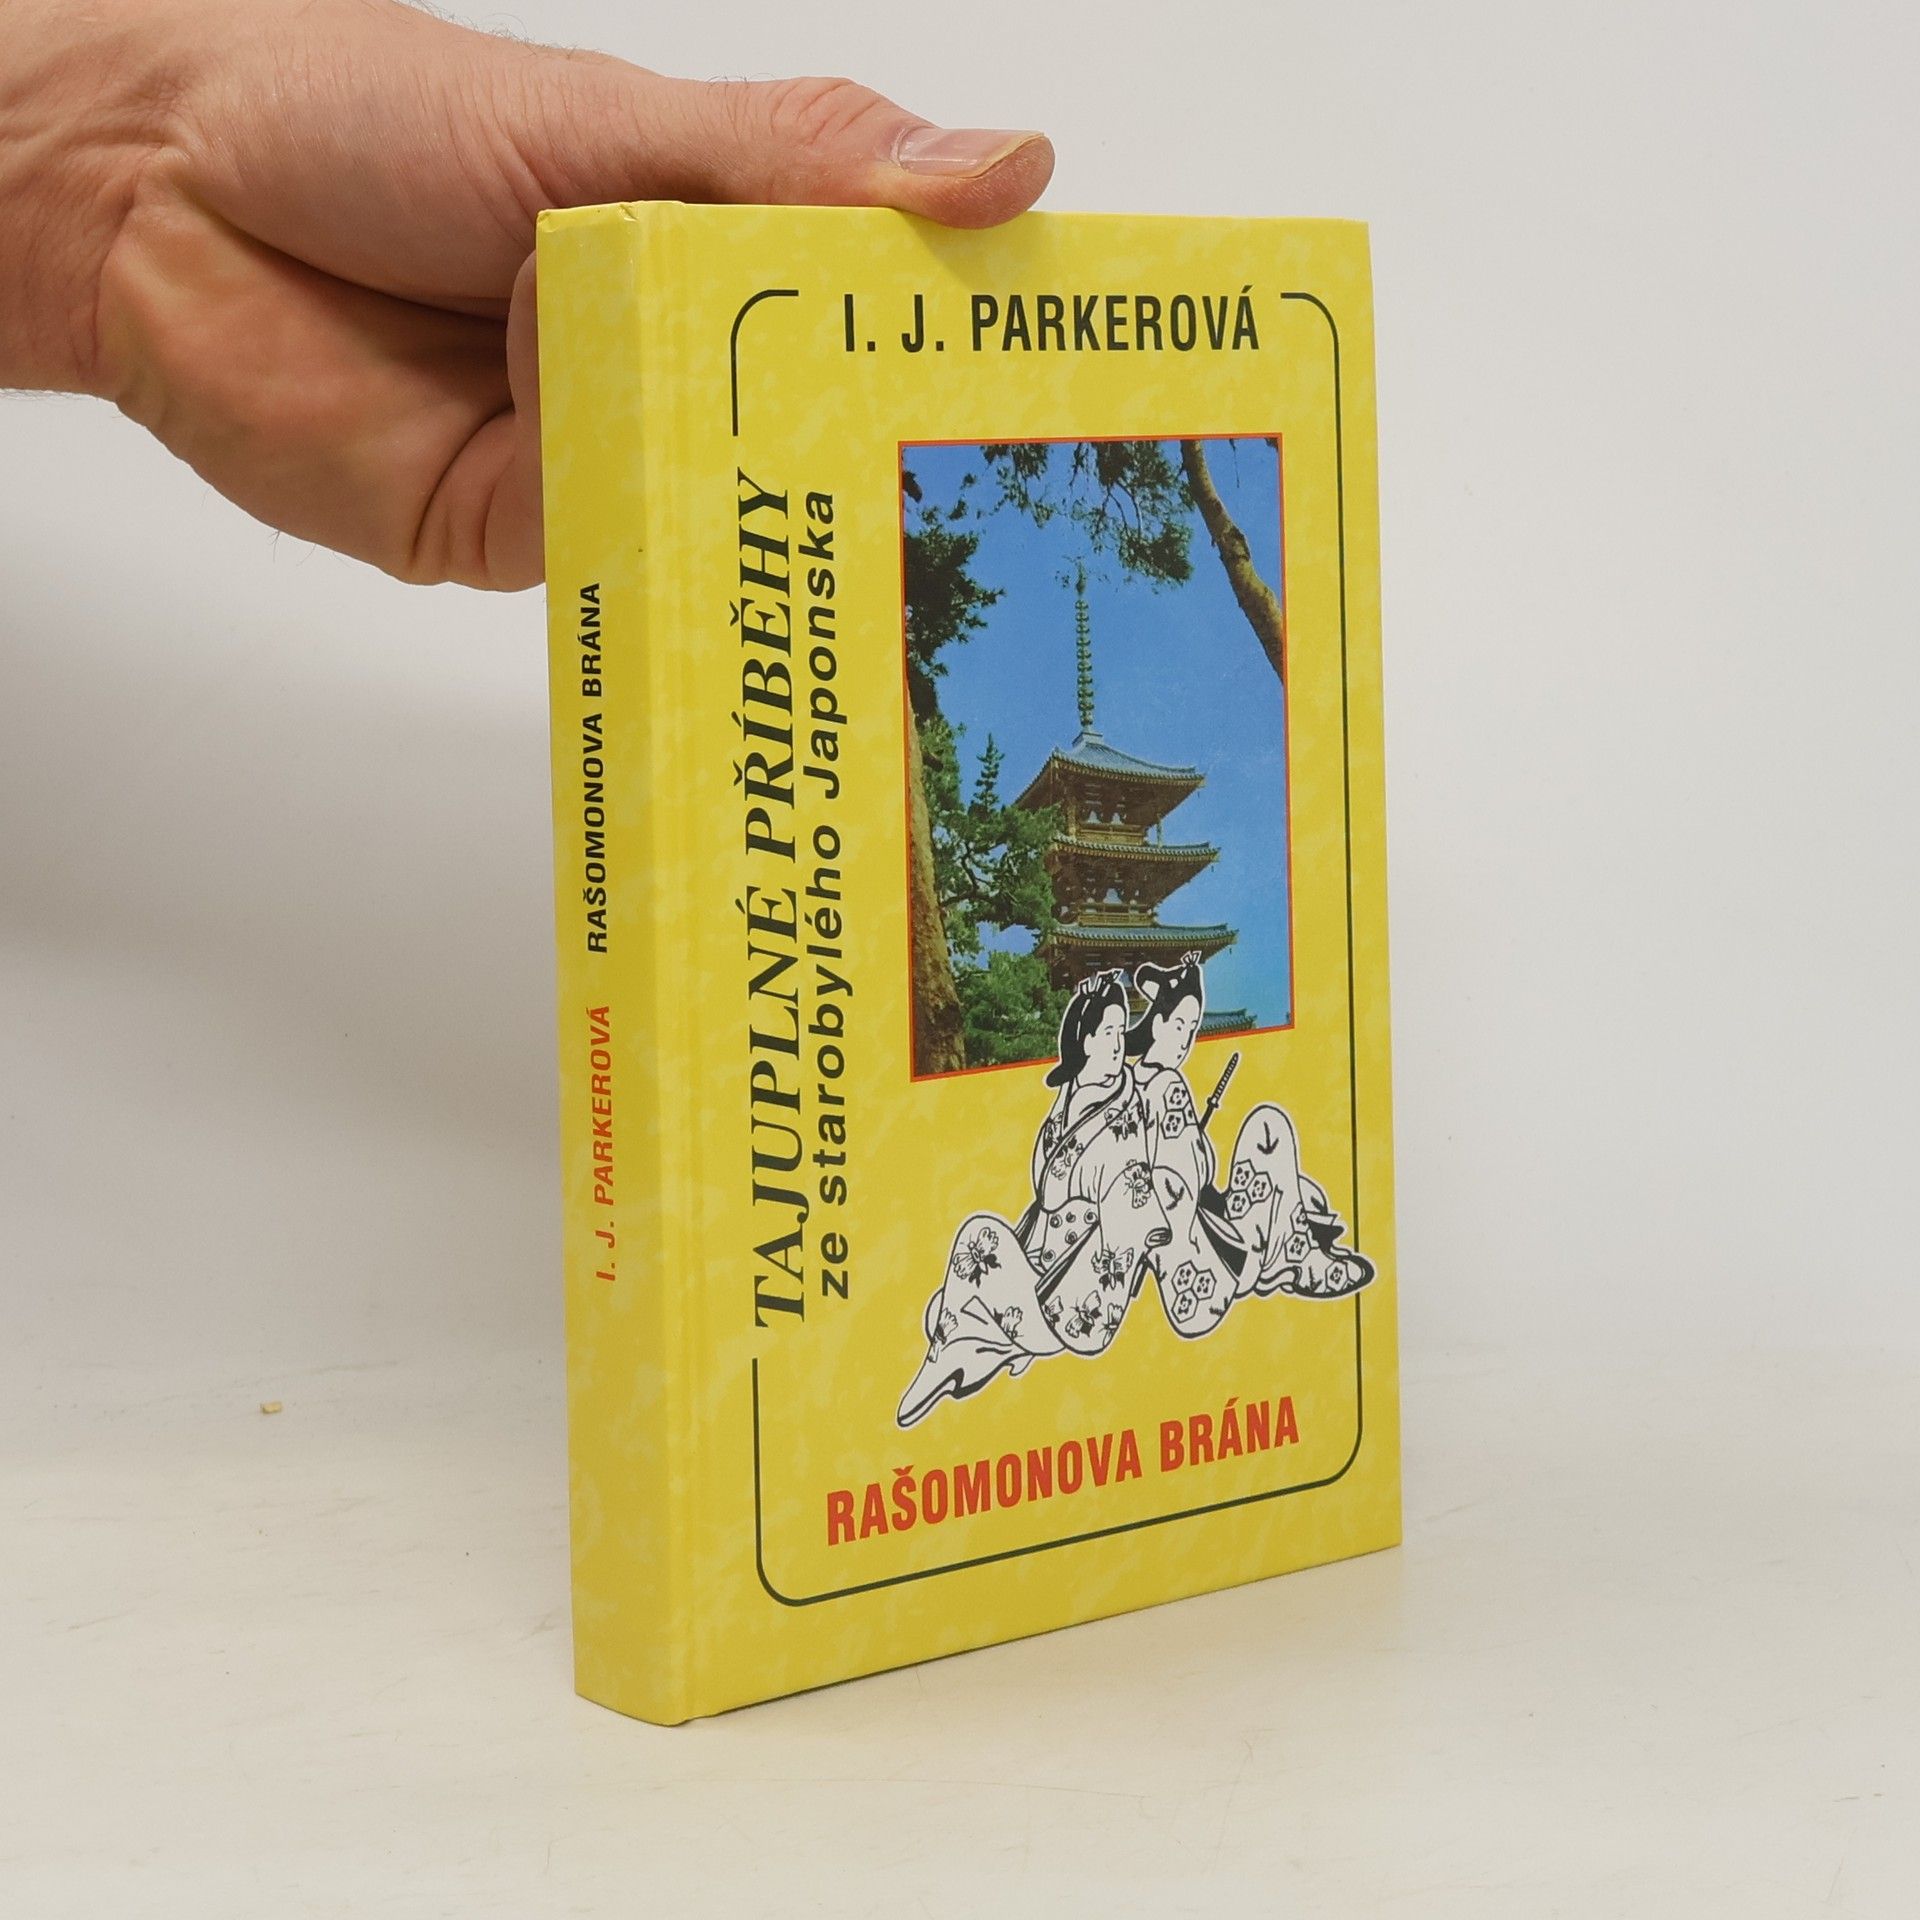 I. J. PARKEROVÁ
TAJUPLNÉ PŘÍBĚHY
ze starobylého Japonska
RAŠOMONOVA BRÁNA
I. J. PARKEROVÁ RAŠOMONOVA BRÁNA